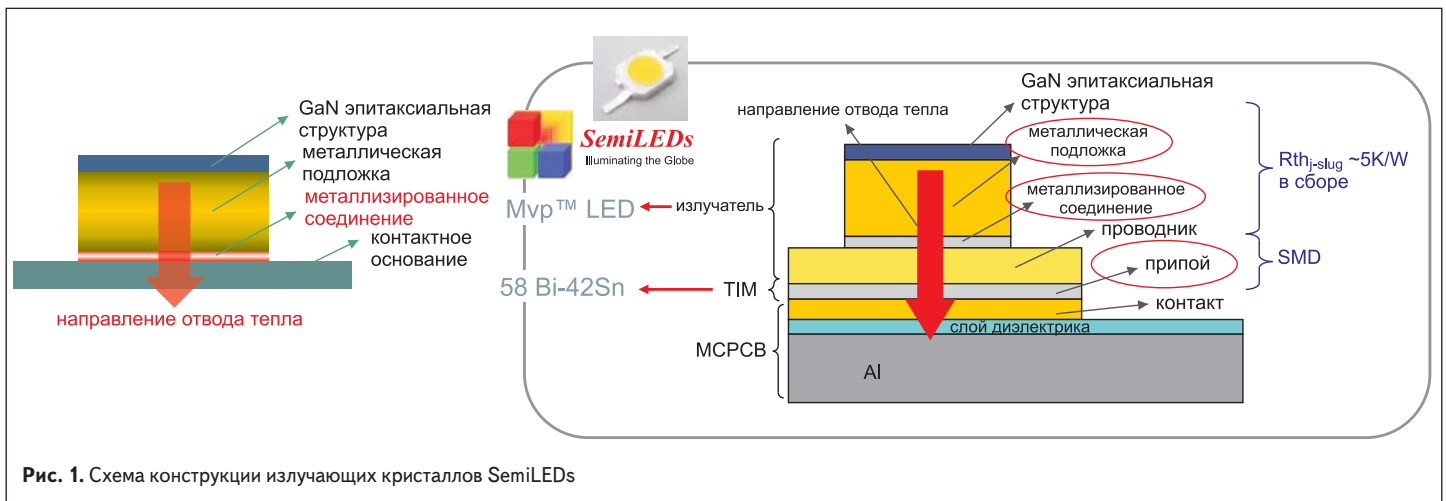 GaN эпитаксиальная
структура
металлическая
подложка
металлизированное
соединение
контактное
основание
направление отвода тепла
SemiLEDs
Illuminating the Globe
Mvp™ LED
58 Bi-42Sn
направление отвода тепла
излучатель
TIM
MCPCB
GaN эпитаксиальная
структура
металлическая
подложка
металлизированное
соединение
проводник
припой
контакт
слой диэлектрика
Al
Rthj-slug ~5K/W
в сборе
SMD
Рис. 1. Схема конструкции излучающих кристаллов SemiLEDs